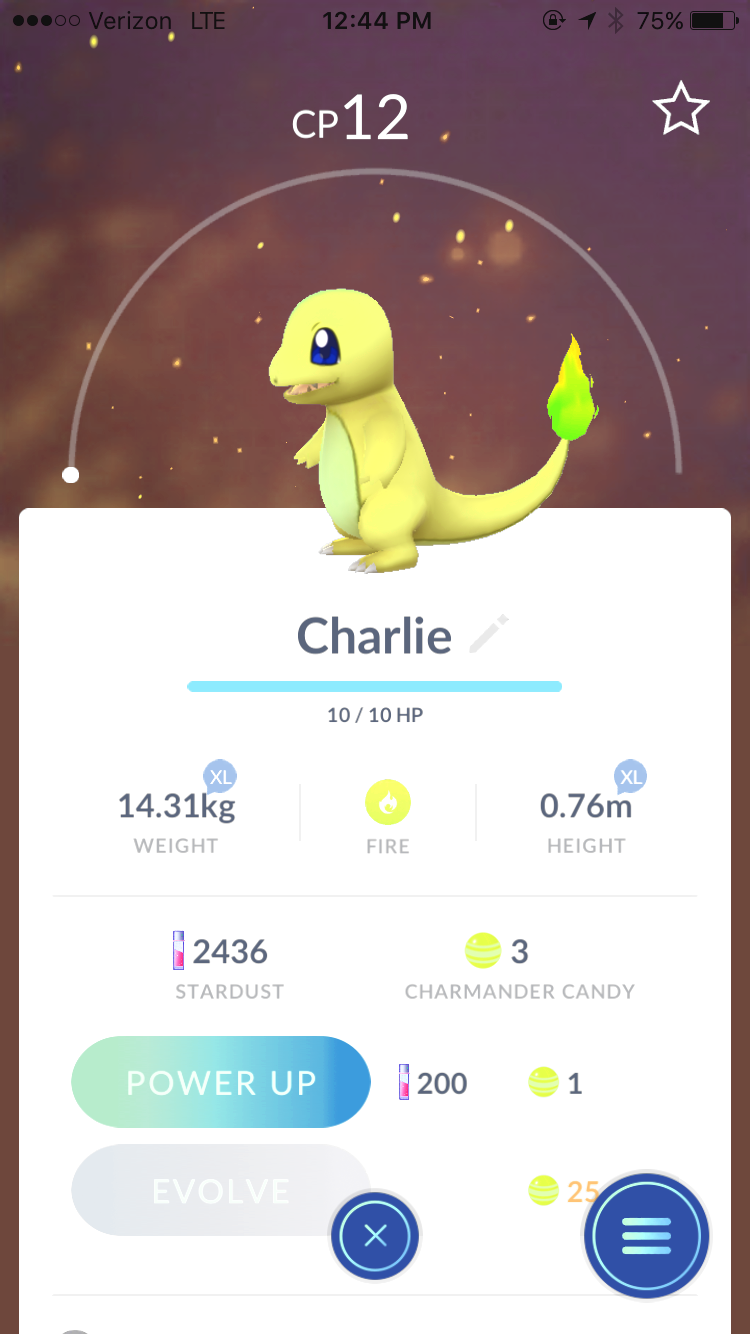 Verizon LTE 12:44 PM 75%
CP12
Charlie
10 / 10 HP
XL XL
14.31kg 0.76m
WEIGHT FIRE HEIGHT
2436 3
STARDUST CHARMANDER CANDY
POWER UP 200 1
EVOLVE 25